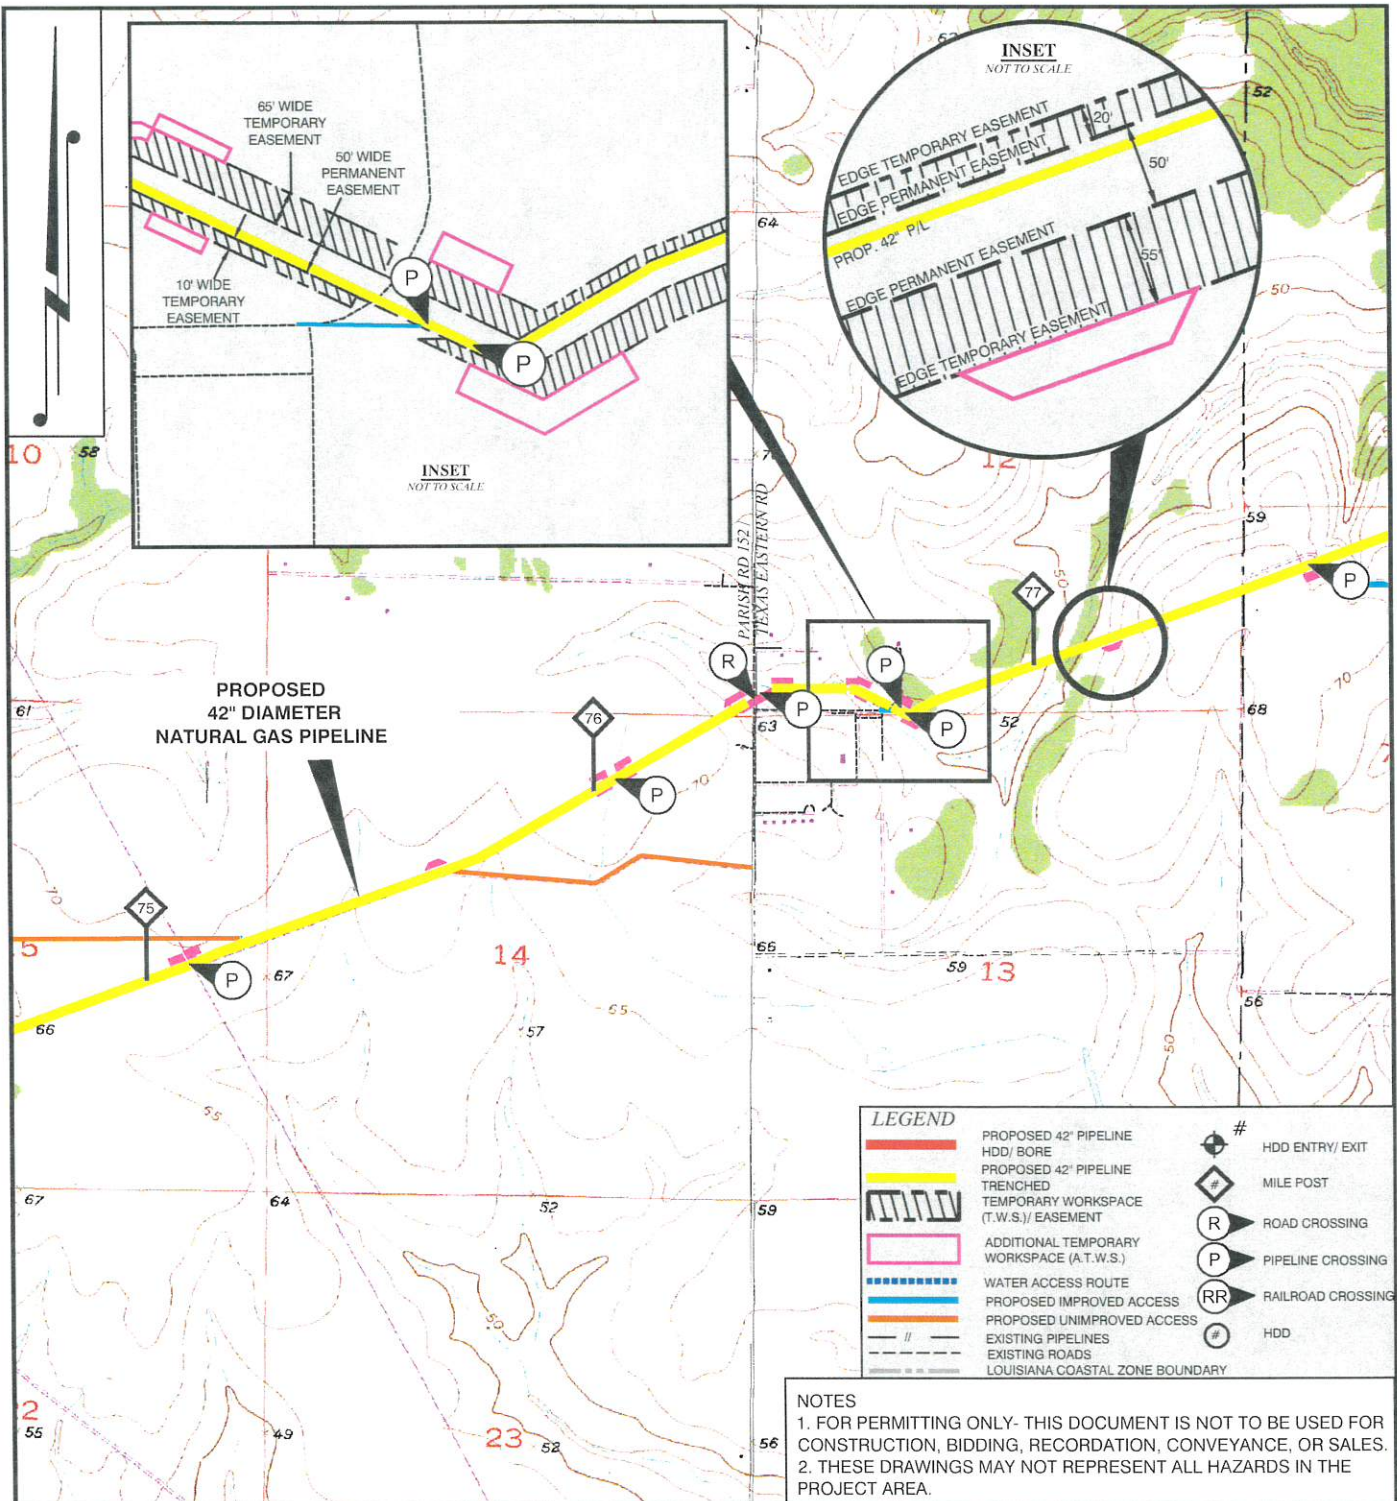 INSET
NOT TO SCALE
65' WIDE
TEMPORARY
EASEMENT
50' WIDE
PERMANENT
EASEMENT
10' WIDE
TEMPORARY
EASEMENT
P
P
INSET
NOT TO SCALE
EDGE TEMPORARY EASEMENT
20'
EDGE PERMANENT EASEMENT
50'
PROP. 42" P/L
EDGE PERMANENT EASEMENT
55'
EDGE TEMPORARY EASEMENT
52
64
50
10
58
12
59
PARISH RD 152/
TEXAS EASTERN RD
50
77
P
R
P
P
P
PROPOSED
42" DIAMETER
NATURAL GAS PIPELINE
61
76
63
52
68
70
70
P
70
75
5
14
66
59
13
P
67
66
57
65
56
50
55
67
64
52
59
50
2
55
49
23
52
56
LEGEND
PROPOSED 42" PIPELINE
HDD/ BORE
PROPOSED 42" PIPELINE
TRENCHED
TEMPORARY WORKSPACE
(T.W.S.)/ EASEMENT
ADDITIONAL TEMPORARY
WORKSPACE (A.T.W.S.)
WATER ACCESS ROUTE
PROPOSED IMPROVED ACCESS
PROPOSED UNIMPROVED ACCESS
EXISTING PIPELINES
EXISTING ROADS
LOUISIANA COASTAL ZONE BOUNDARY
# HDD ENTRY/ EXIT
# MILE POST
R ROAD CROSSING
P PIPELINE CROSSING
RR RAILROAD CROSSING
# HDD
NOTES
1. FOR PERMITTING ONLY- THIS DOCUMENT IS NOT TO BE USED FOR
CONSTRUCTION, BIDDING, RECORDATION, CONVEYANCE, OR SALES.
2. THESE DRAWINGS MAY NOT REPRESENT ALL HAZARDS IN THE
PROJECT AREA.